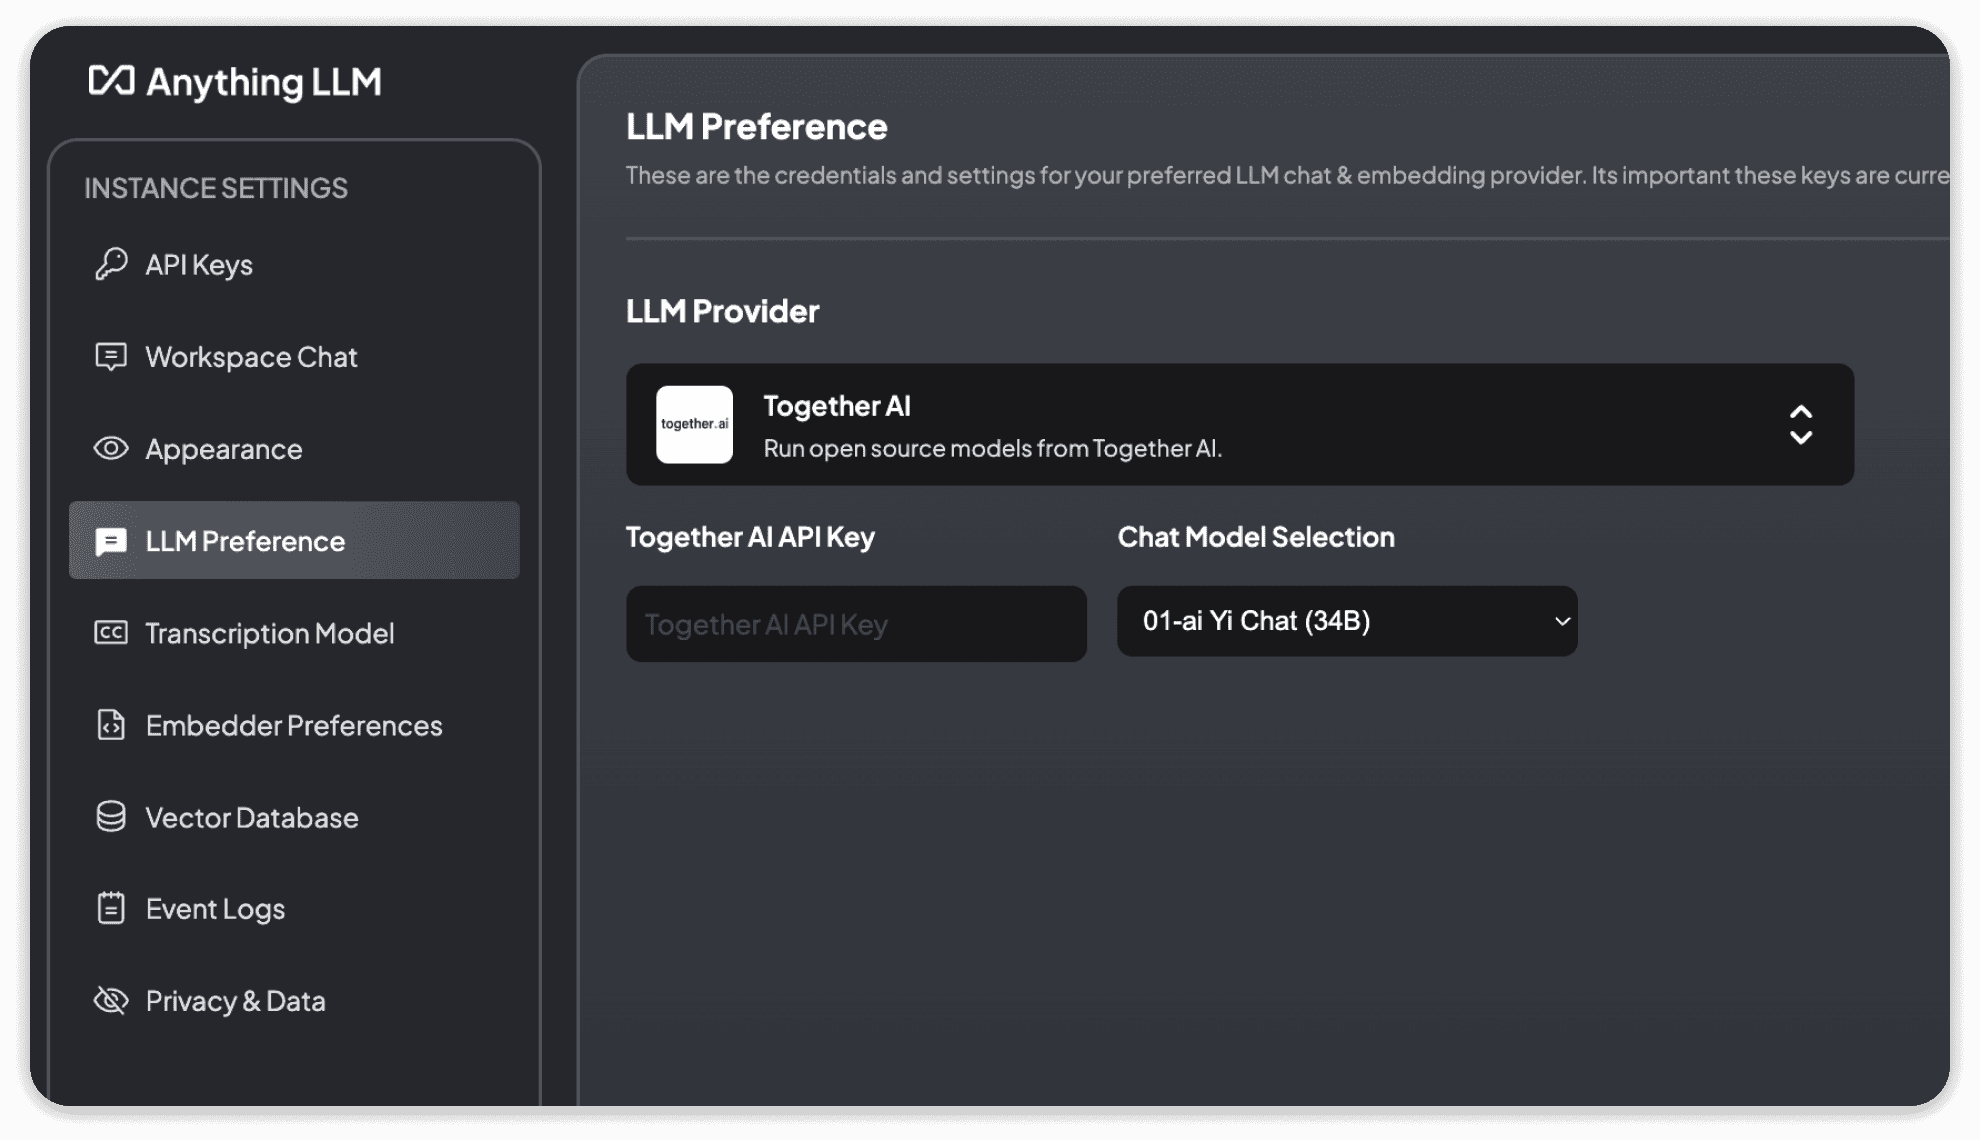 Anything LLM
INSTANCE SETTINGS
API Keys
Workspace Chat
Appearance
LLM Preference
Transcription Model
Embedder Preferences
Vector Database
Event Logs
Privacy & Data
LLM Preference
These are the credentials and settings for your preferred LLM chat & embedding provider. Its important these keys are curre
LLM Provider
together.ai
Together AI
Run open source models from Together AI.
Together AI API Key
Chat Model Selection
Together AI API Key
01-ai Yi Chat (34B)